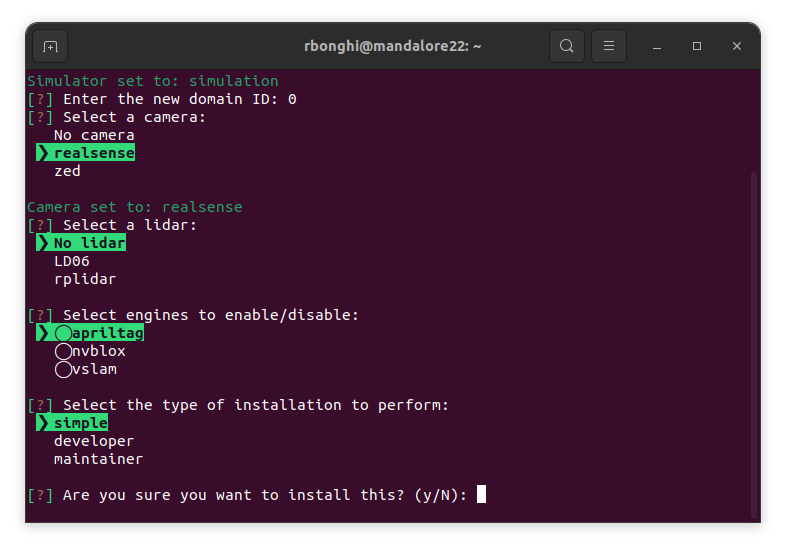 rbonghi@mandalore22: ~
Simulator set to: simulation
[?] Enter the new domain ID: 0
[?] Select a camera:
No camera
❯ realsense
zed
Camera set to: realsense
[?] Select a lidar:
❯ No lidar
LD06
rplidar
[?] Select engines to enable/disable:
❯ ◯apriltag
◯nvblox
◯vslam
[?] Select the type of installation to perform:
❯ simple
developer
maintainer
[?] Are you sure you want to install this? (y/N):